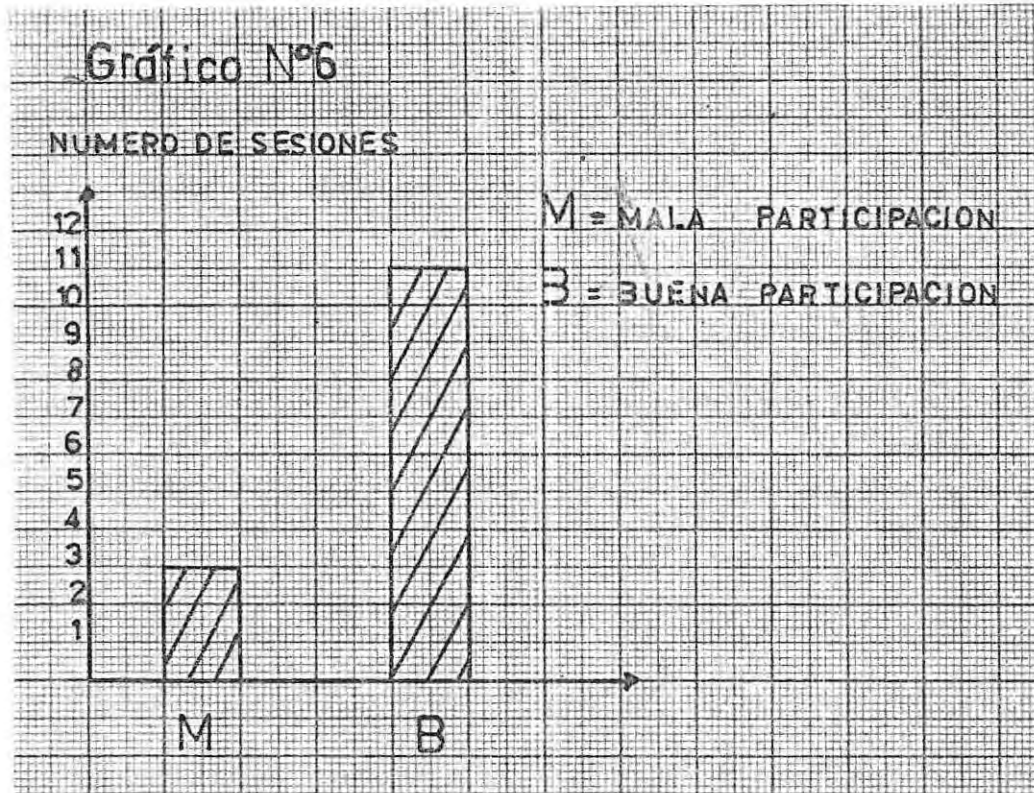 Gráfico Nº6
NUMERO DE SESIONES
M = MALA PARTICIPACION
B = BUENA PARTICIPACION
12
11
10
9
8
7
6
5
4
3
2
1
M
B